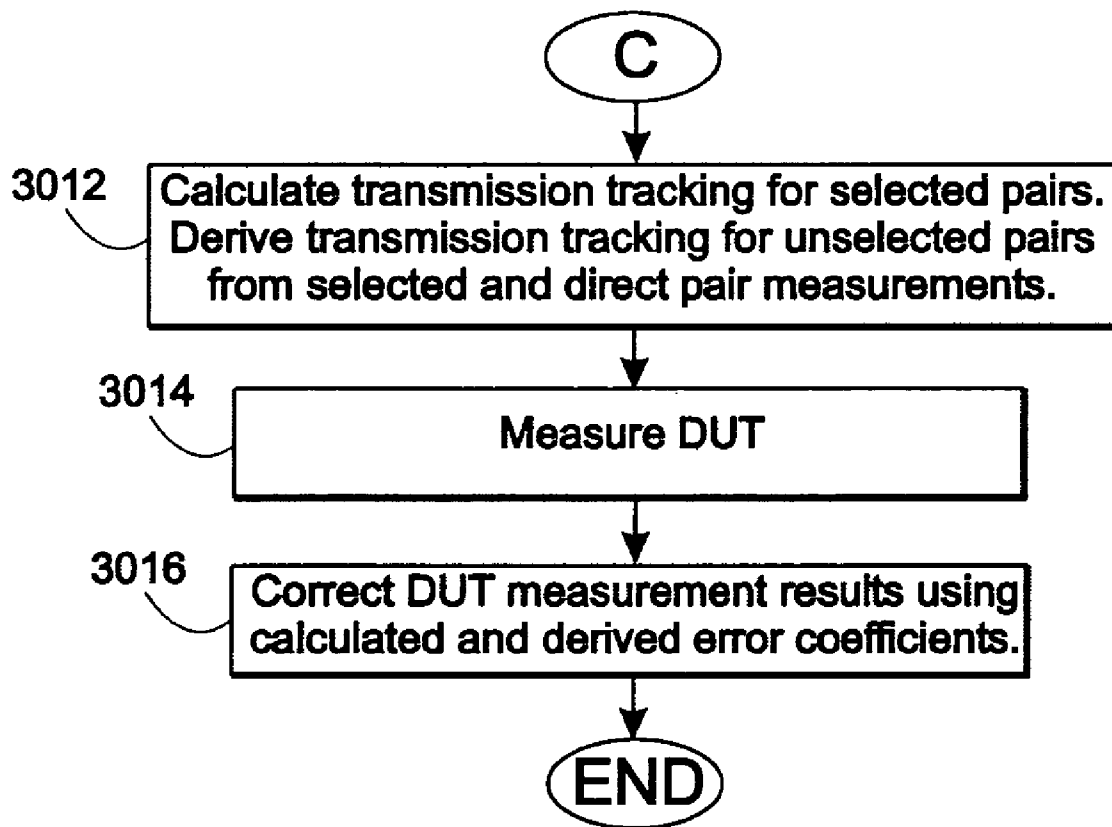 C
3012
Calculate transmission tracking for selected pairs.
Derive transmission tracking for unselected pairs
from selected and direct pair measurements.
3014
Measure DUT
3016
Correct DUT measurement results using
calculated and derived error coefficients.
END